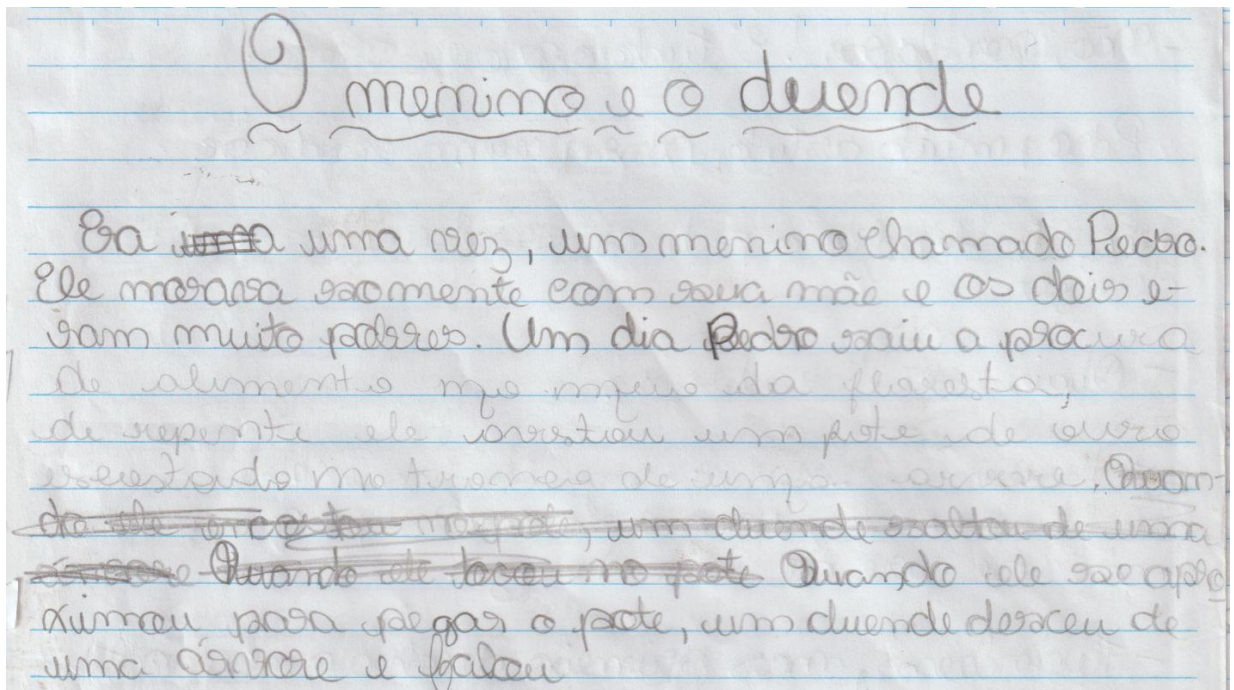 O menino e o duende
Era uma vez, um menino chamado Pedro.
Ele morava somente com sua mãe e os dois e-
ram muito pobres. Um dia Pedro saiu a procura
de alimento no meio da floresta,
de repente ele avistou um pote de ouro
encostado no tronco de uma arvore. Quan-
do ele encostou no pote, um duende saltou de uma
árvore Quando ele tocou no pote Quando ele se apro
ximou para pegar o pote, um duende desceu de
uma árvore e falou